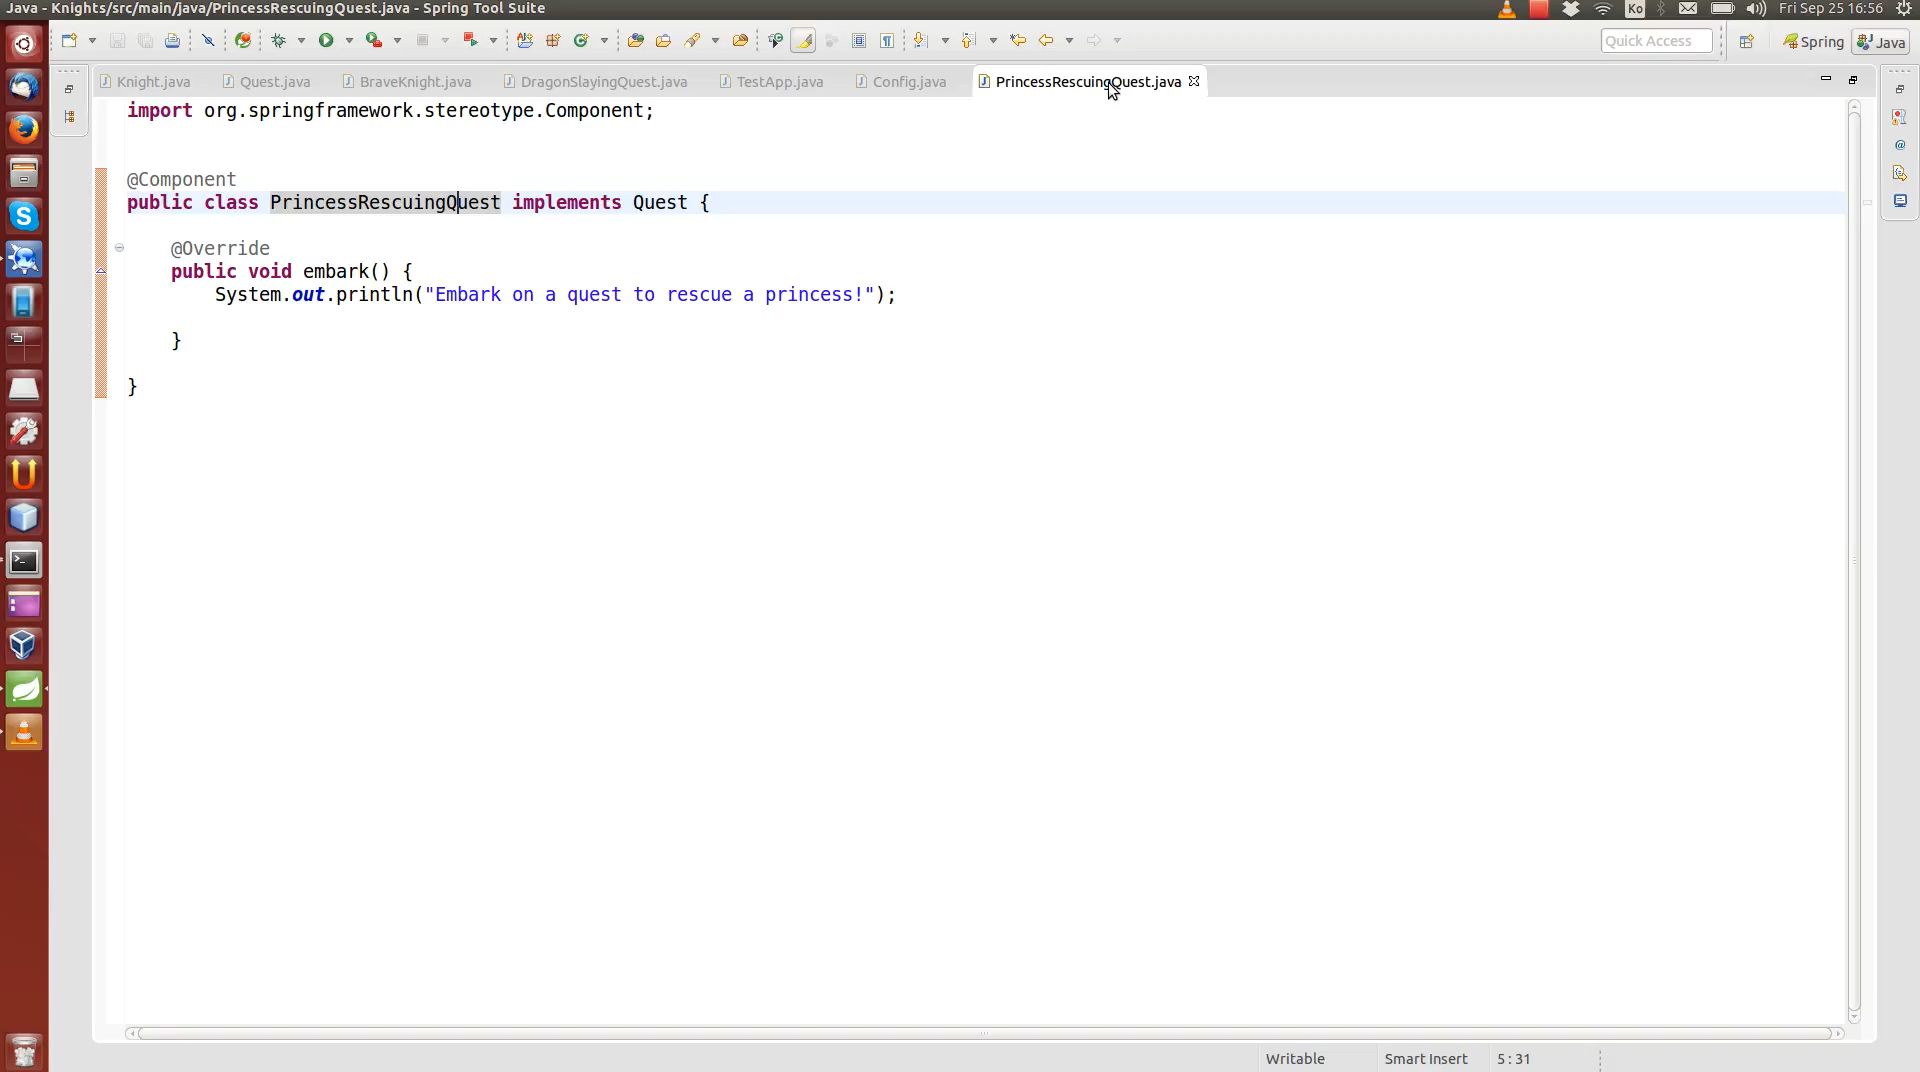 Java - Knights/src/main/java/PrincessRescuingQuest.java - Spring Tool Suite
Ko
Fri Sep 25 16:56
Quick Access
Spring
Java
Knight.java
Quest.java
BraveKnight.java
DragonSlayingQuest.java
TestApp.java
Config.java
PrincessRescuingQuest.java
import org.springframework.stereotype.Component;
@Component
public class PrincessRescuingQuest implements Quest {
@Override
public void embark() {
System.out.println("Embark on a quest to rescue a princess!");
}
}
Writable
Smart Insert
5 : 31